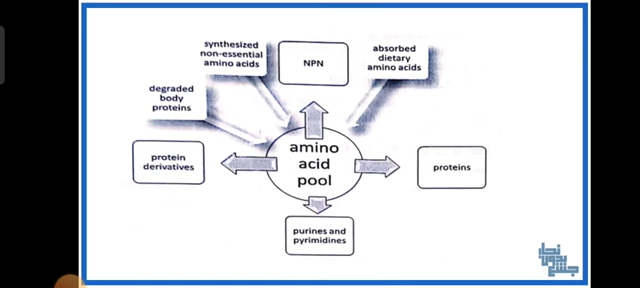 synthesized
non-essential
amino acids
NPN
absorbed
dietary
amino acids
degraded
body
proteins
amino
acid
pool
protein
derivatives
proteins
purines and
pyrimidines